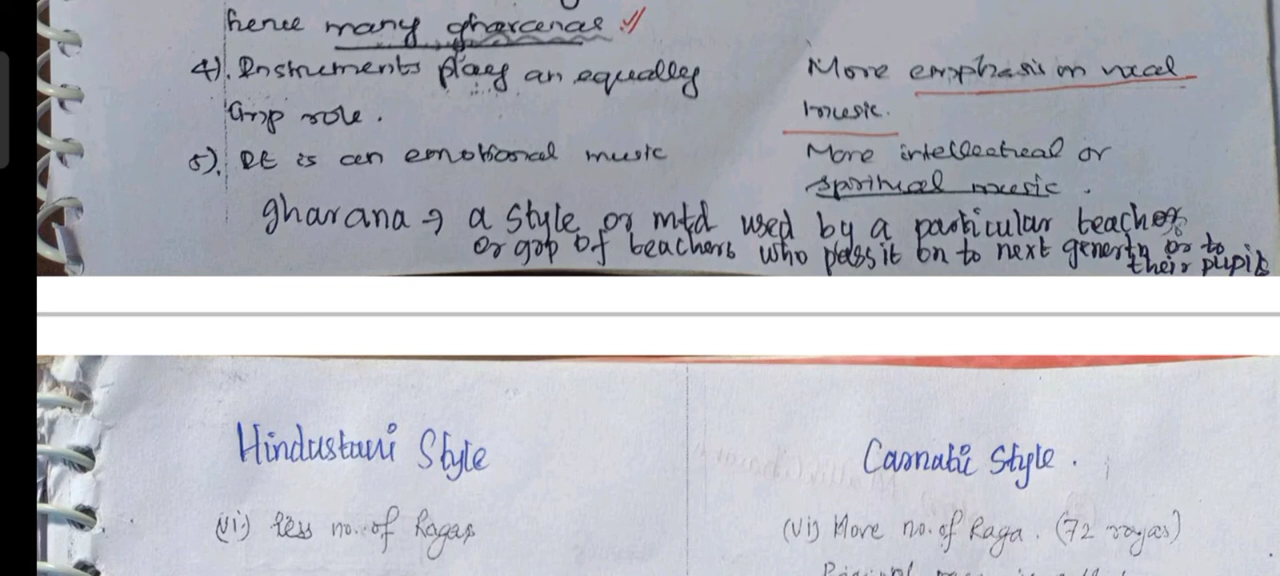 hence many gharanas
4). Instruments play an equally
imp role.
More emphasis on vocal
music.
5). It is an emotional music
More intellectual or
spiritual music.
gharana → a style or mtd used by a particular teacher
or grp of teachers who pass it on to next genertn or to
their pupils
Hindustani Style
Carnatic Style.
(vi) less no. of Ragas
(vi) More no. of Raga. (72 ragas)